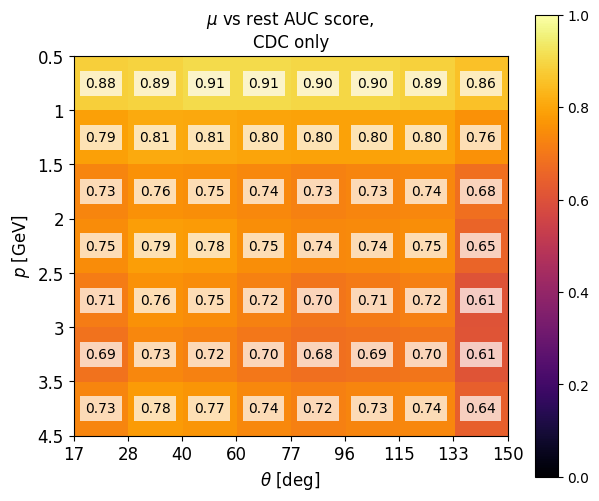 μ vs rest AUC score,
CDC only
0.5
1
1.5
2
2.5
3
3.5
4.5
p [GeV]
0.88 0.89 0.91 0.91 0.90 0.90 0.89 0.86
0.79 0.81 0.81 0.80 0.80 0.80 0.80 0.76
0.73 0.76 0.75 0.74 0.73 0.73 0.74 0.68
0.75 0.79 0.78 0.75 0.74 0.74 0.75 0.65
0.71 0.76 0.75 0.72 0.70 0.71 0.72 0.61
0.69 0.73 0.72 0.70 0.68 0.69 0.70 0.61
0.73 0.78 0.77 0.74 0.72 0.73 0.74 0.64
17 28 40 60 77 96 115 133 150
θ [deg]
1.0
0.8
0.6
0.4
0.2
0.0